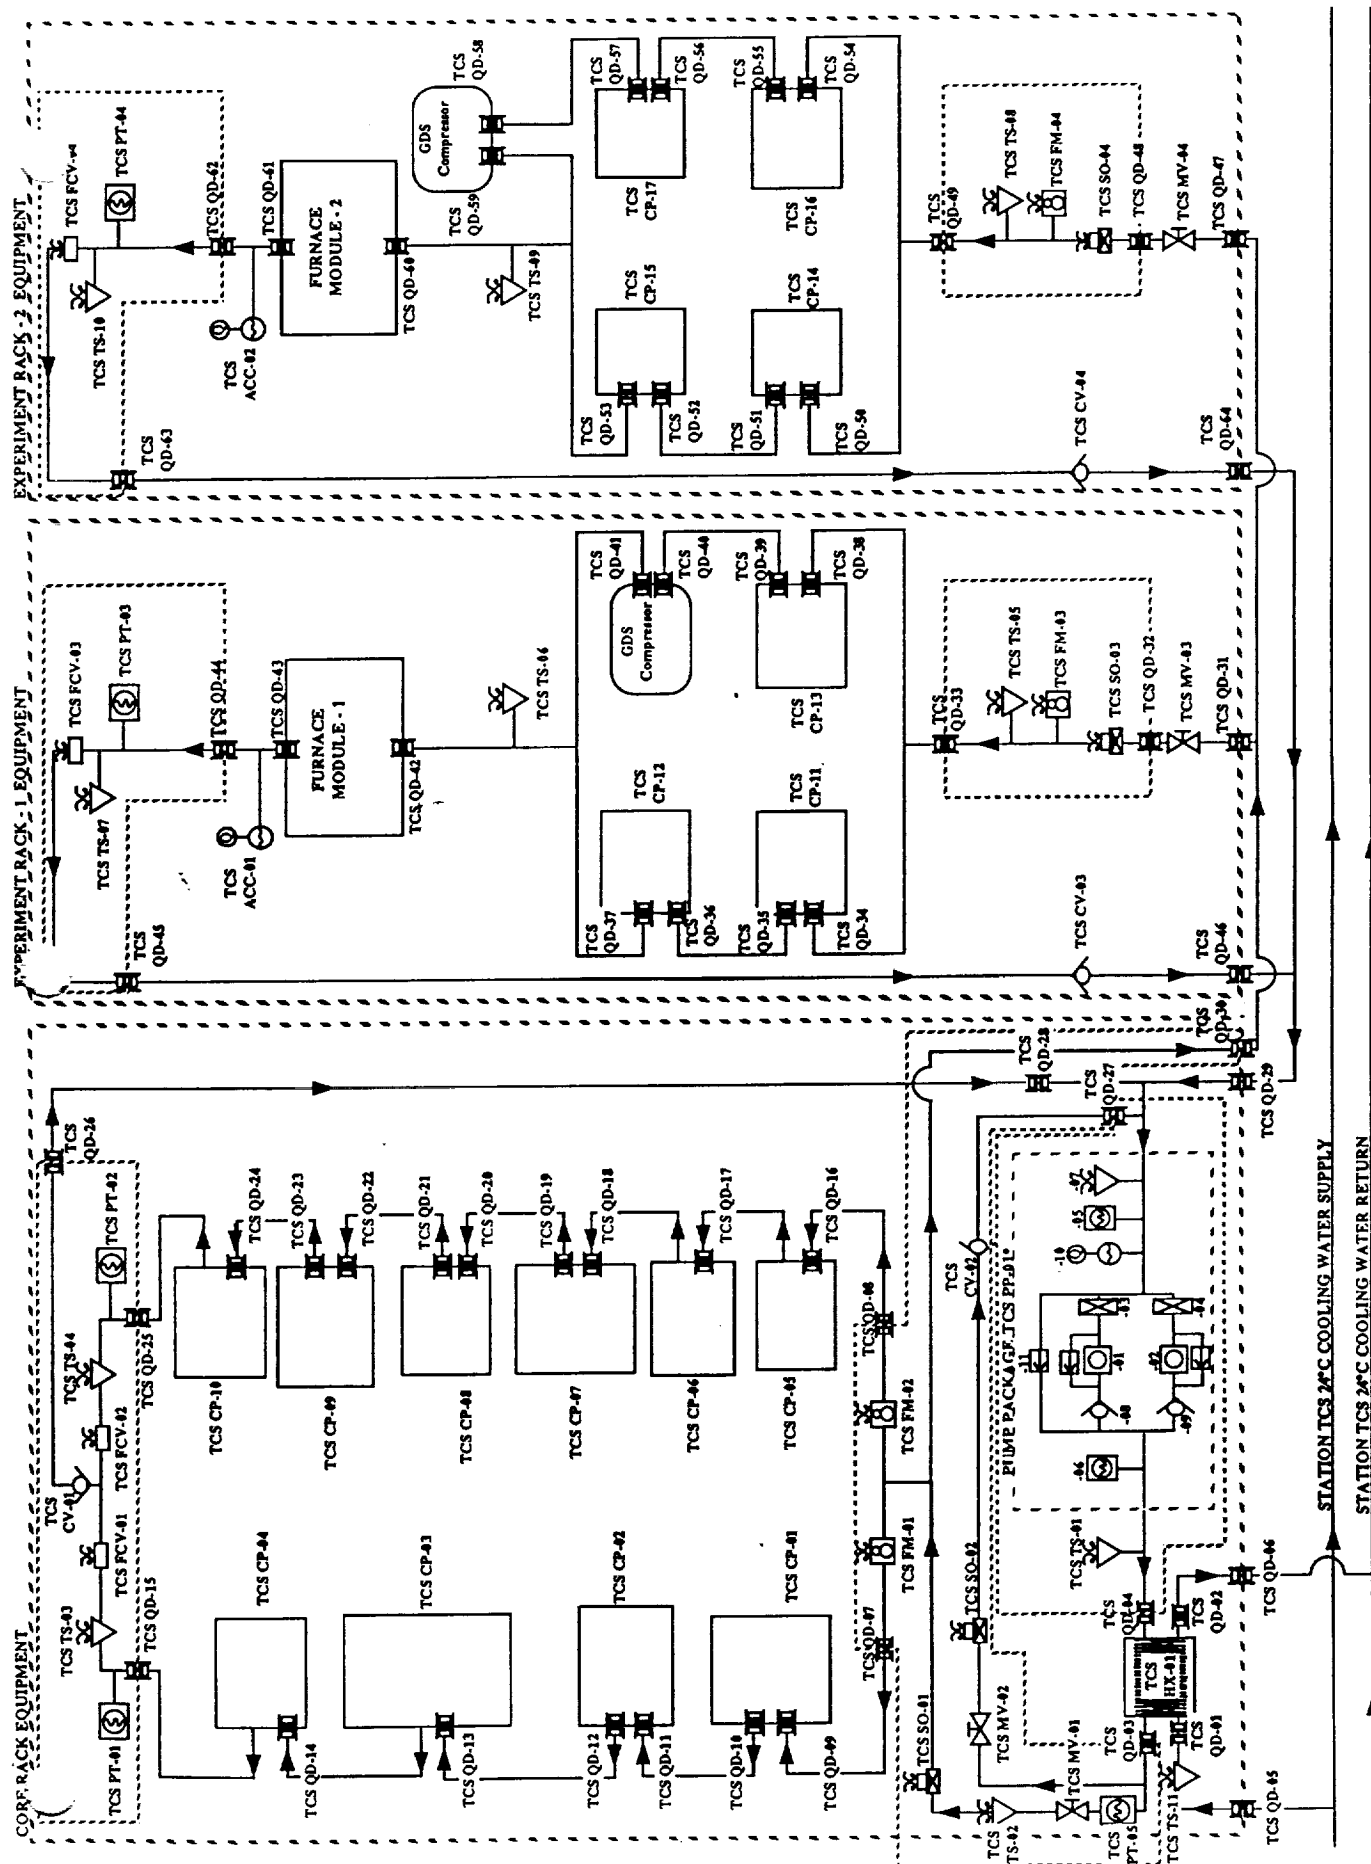 CORE RACK EQUIPMENT
TCS PT-01
TCS TS-03
TCS QD-15
TCS FCV-01
TCS
CV-01
TCS FCV-02
TCS TS-04
TCS QD-25
TCS PT-02
TCS
QD-26
TCS CP-04
TCS QD-14
TCS CP-03
TCS QD-13
TCS CP-02
TCS QD-12
TCS QD-11
TCS CP-01
TCS QD-10
TCS QD-09
TCS CP-10
TCS QD-24
TCS CP-09
TCS QD-23
TCS QD-22
TCS CP-08
TCS QD-21
TCS QD-20
TCS CP-07
TCS QD-19
TCS QD-18
TCS CP-06
TCS QD-17
TCS CP-05
TCS QD-16
TCS QD-07
TCS FM-01
TCS FM-02
TCS QD-08
TCS SO-01
TCS
TS-02
TCS MV-01
TCS
PT-05
TCS MV-02
TCS SO-02
TCS
CV-02
TCS
QD-27
TCS
QD-28
TCS QD-29
TCS
QD-30
PUMP PACKAGE TCS PP-01
-07
-05
-10
-03
-04
-11
-01
-02
-08
-09
-06
TCS TS-01
TCS
QD-04
TCS
QD-02
TCS
HX-01
TCS
QD-03
TCS
QD-01
TCS TS-11
TCS QD-05
TCS QD-06
EXPERIMENT RACK - 1 EQUIPMENT
TCS FCV-03
TCS PT-03
TCS TS-07
TCS QD-44
TCS
QD-45
TCS
ACC-01
TCS QD-43
FURNACE
MODULE - 1
TCS QD-42
TCS TS-06
TCS
QD-41
TCS
QD-40
GDS
Compressor
TCS
QD-39
TCS
QD-38
TCS
CP-13
TCS
CP-12
TCS
QD-37
TCS
QD-36
TCS
CP-11
TCS
QD-35
TCS
QD-34
TCS
QD-33
TCS TS-05
TCS FM-03
TCS SO-03
TCS QD-32
TCS MV-03
TCS QD-31
TCS CV-03
TCS
QD-46
EXPERIMENT RACK - 2 EQUIPMENT
TCS PT-04
TCS TS-10
TCS QD-62
TCS
QD-63
TCS
ACC-02
TCS QD-61
FURNACE
MODULE - 2
TCS QD-60
TCS TS-09
GDS
Compressor
TCS
QD-58
TCS
QD-59
TCS
QD-57
TCS
QD-56
TCS
CP-17
TCS
QD-55
TCS
QD-54
TCS
CP-16
TCS
CP-15
TCS
QD-53
TCS
QD-52
TCS
CP-14
TCS
QD-51
TCS
QD-50
TCS
QD-49
TCS TS-08
TCS FM-04
TCS SO-04
TCS QD-48
TCS MV-04
TCS QD-47
TCS CV-04
TCS
QD-64
STATION TCS 24°C COOLING WATER SUPPLY
STATION TCS 24°C COOLING WATER RETURN